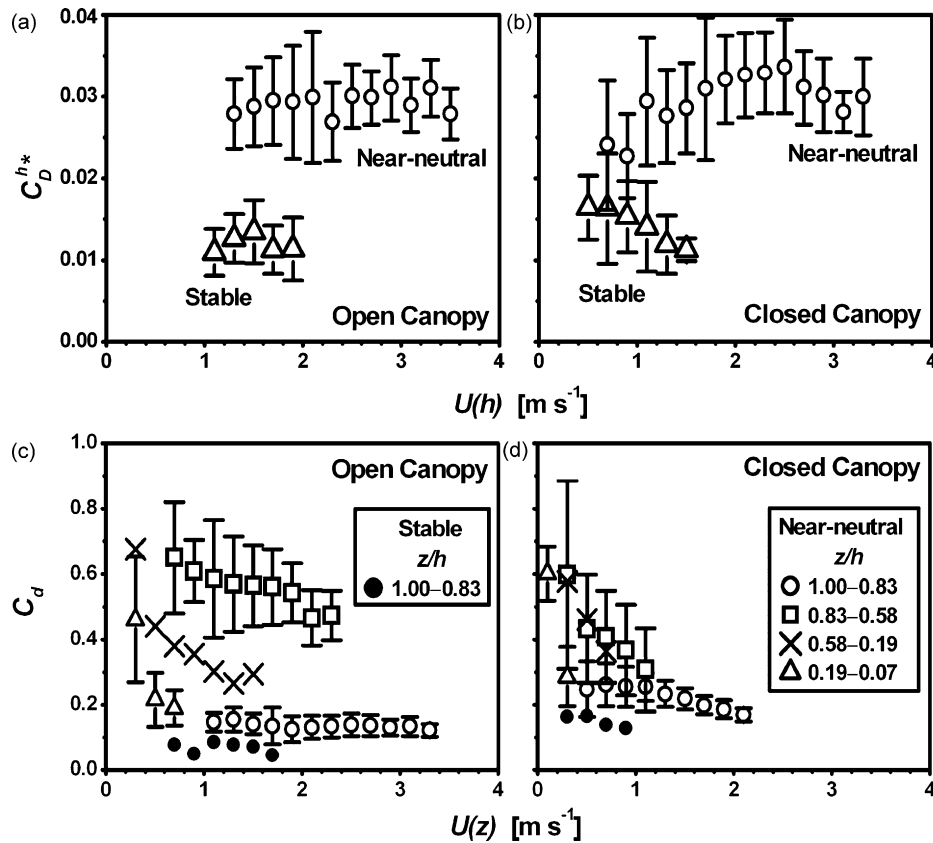 (a)
0.04
0.03
0.02
0.01
0.00
C_D^h*
Near-neutral
Stable
Open Canopy
0 1 2 3 4
(b)
Near-neutral
Stable
Closed Canopy
0 1 2 3 4
U(h) [m s⁻¹]
(c)
1.0
0.8
0.6
0.4
0.2
0.0
C_d
Open Canopy
Stable
z/h
1.00–0.83
0 1 2 3 4
(d)
Closed Canopy
Near-neutral
z/h
1.00–0.83
0.83–0.58
0.58–0.19
0.19–0.07
0 1 2 3 4
U(z) [m s⁻¹]